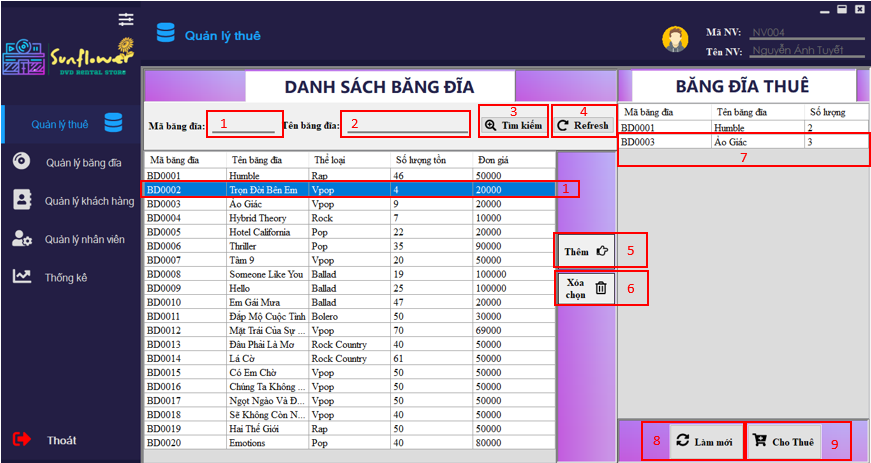 Quản lý thuê
Mã NV: NV004
Tên NV: Nguyễn Ánh Tuyết
Sunflower
DVD RENTAL STORE
Quản lý thuê
Quản lý băng đĩa
Quản lý khách hàng
Quản lý nhân viên
Thống kê
Thoát
DANH SÁCH BĂNG ĐĨA
Mã băng đĩa: 1 Tên băng đĩa: 2 3 Tìm kiếm 4 Refresh
Mã băng đĩa Tên băng đĩa Thể loại Số lượng tồn Đơn giá
BD0001 Humble Rap 46 50000
BD0002 Trọn Đời Bên Em Vpop 4 20000 1
BD0003 Ảo Giác Vpop 9 20000
BD0004 Hybrid Theory Rock 7 10000
BD0005 Hotel California Pop 22 20000
BD0006 Thriller Pop 35 90000
BD0007 Tâm 9 Vpop 20 50000
BD0008 Someone Like You Ballad 19 100000
BD0009 Hello Ballad 25 100000
BD0010 Em Gái Mưa Ballad 47 20000
BD0011 Đắp Mộ Cuộc Tình Bolero 50 30000
BD0012 Mặt Trái Của Sự ... Vpop 70 69000
BD0013 Đâu Phải Là Mơ Rock Country 40 50000
BD0014 Lá Cờ Rock Country 61 50000
BD0015 Có Em Chờ Vpop 50 50000
BD0016 Chúng Ta Không ... Vpop 50 50000
BD0017 Ngọt Ngào Và Đ... Vpop 50 50000
BD0018 Sẽ Không Còn N... Vpop 40 50000
BD0019 Hai Thế Giới Rap 50 50000
BD0020 Emotions Pop 40 80000
Thêm 5
Xóa chọn 6
BĂNG ĐĨA THUÊ
Mã băng đĩa Tên băng đĩa Số lượng
BD0001 Humble 2
BD0003 Ảo Giác 3
7
8 Làm mới Cho Thuê 9